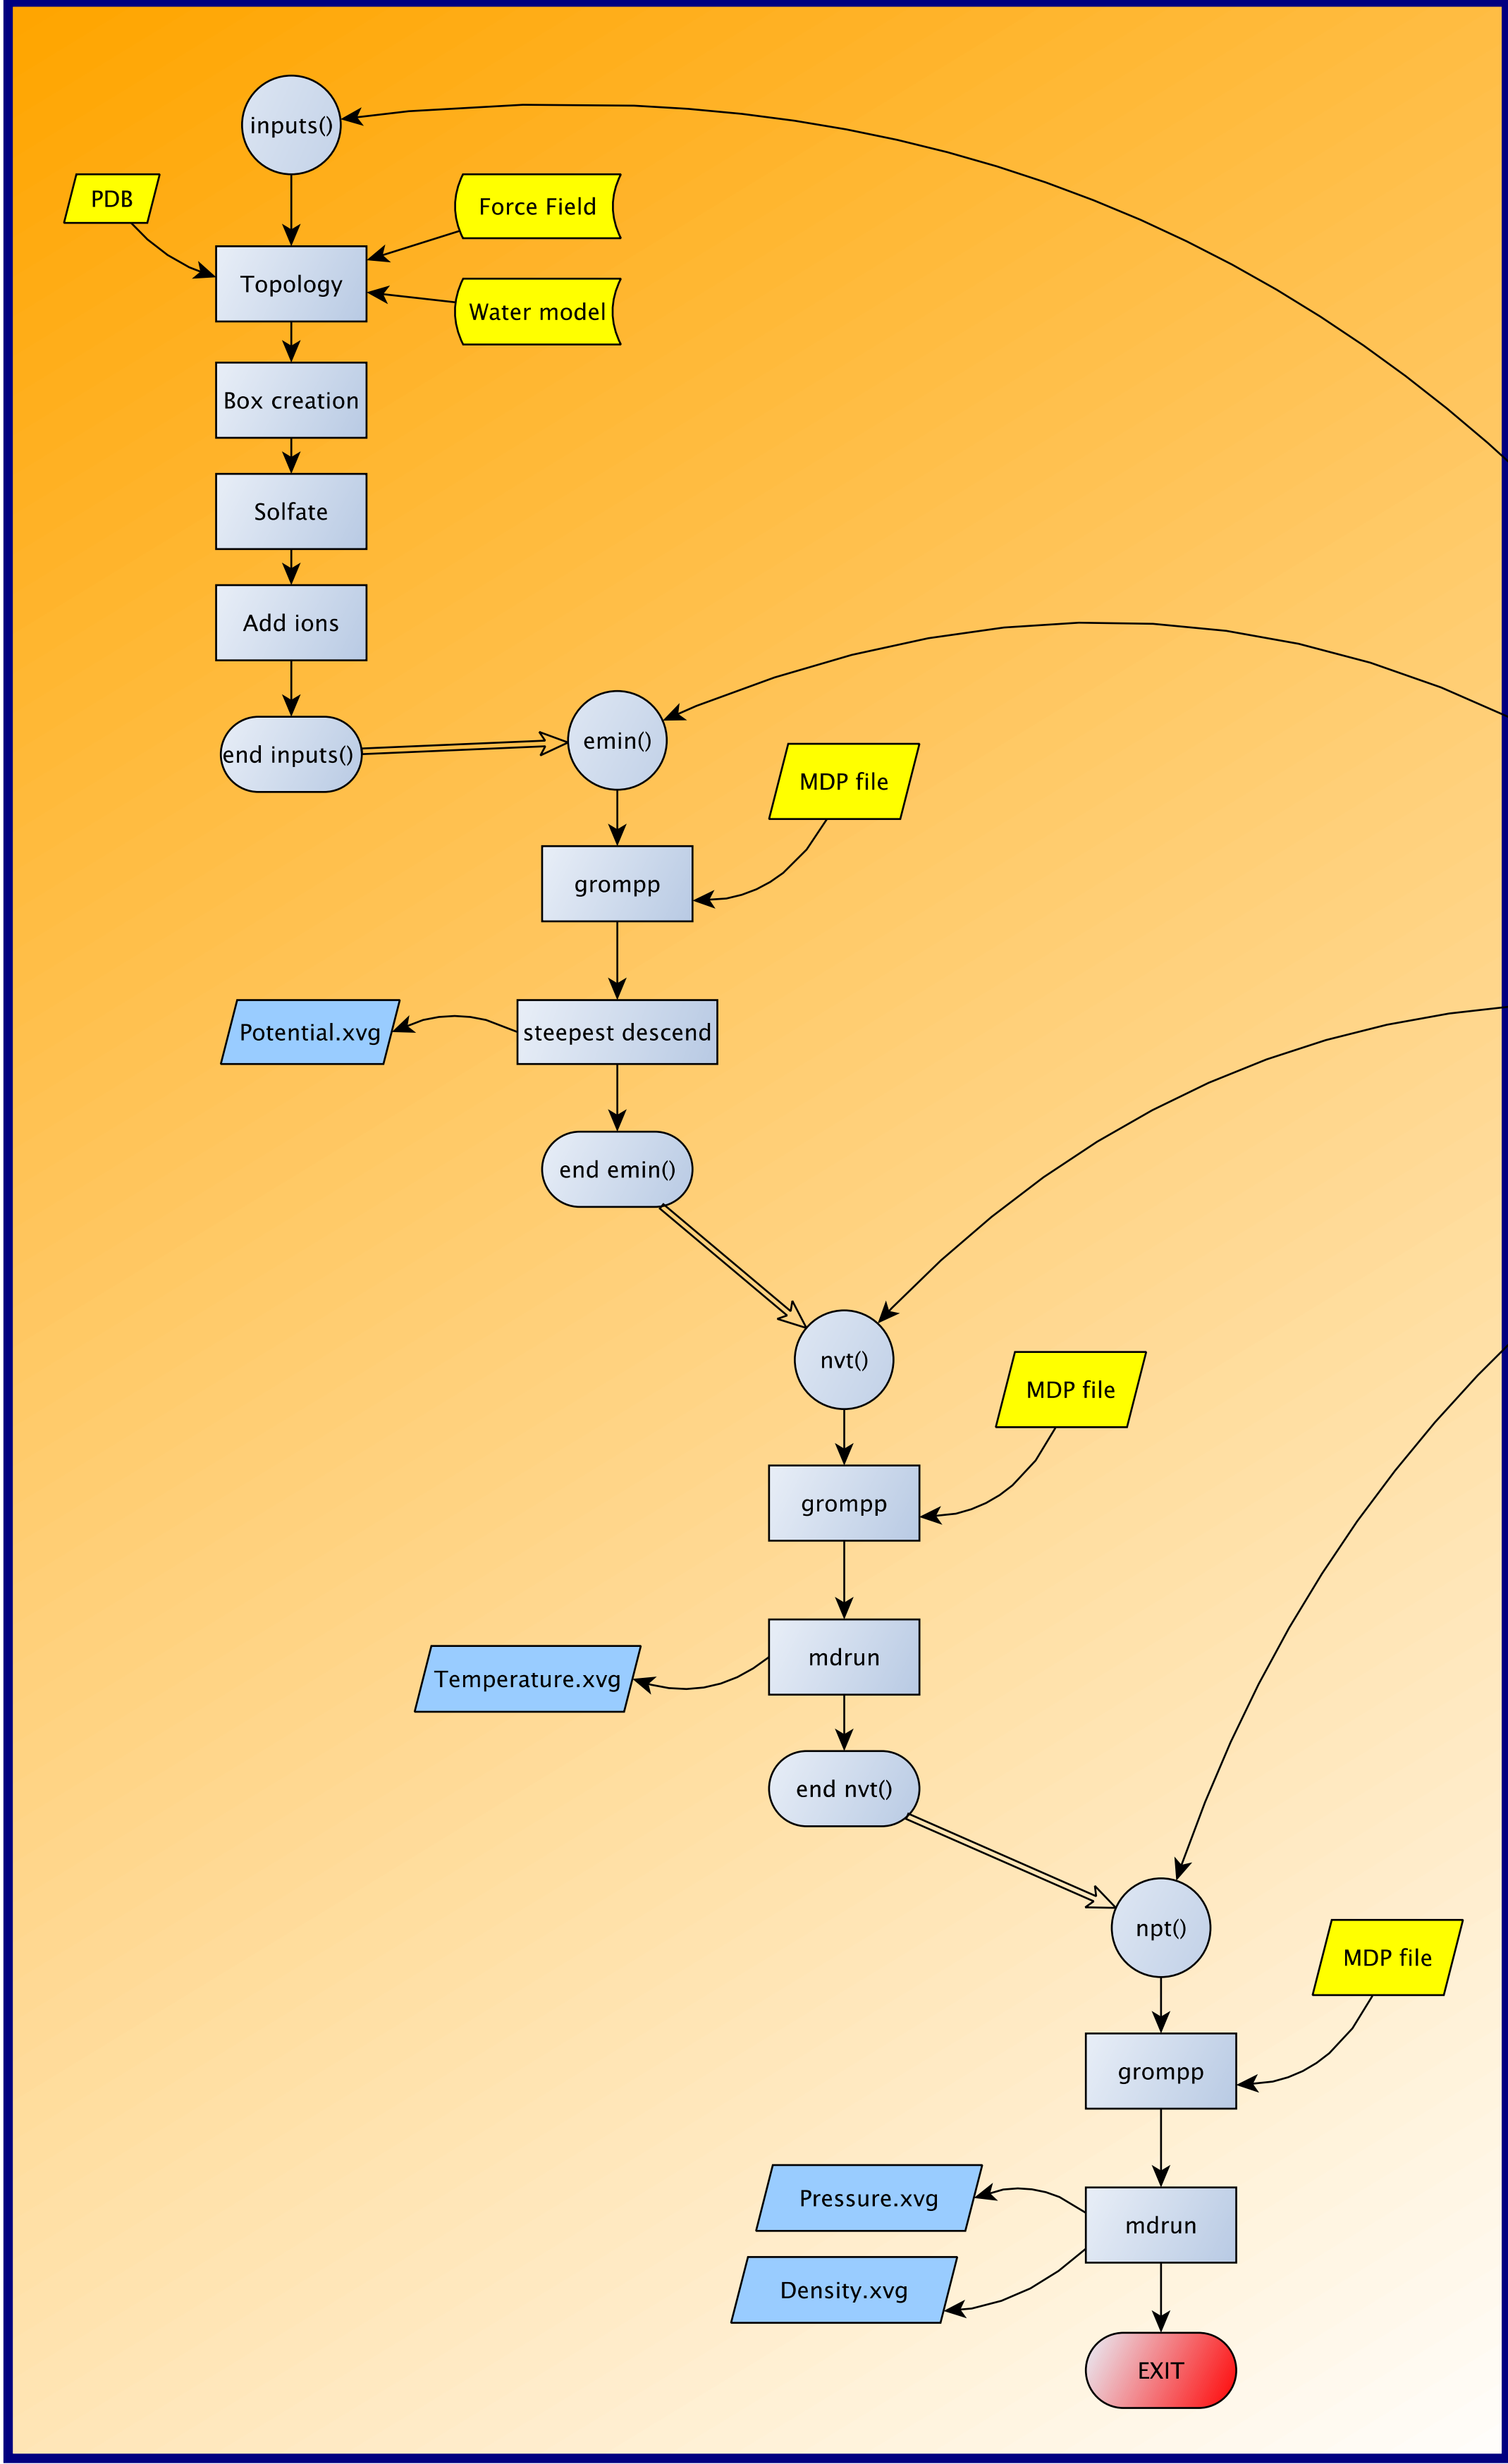 inputs()
PDB
Force Field
Topology
Water model
Box creation
Solfate
Add ions
end inputs()
emin()
MDP file
grompp
Potential.xvg
steepest descend
end emin()
nvt()
MDP file
grompp
mdrun
Temperature.xvg
end nvt()
npt()
MDP file
grompp
Pressure.xvg
mdrun
Density.xvg
EXIT